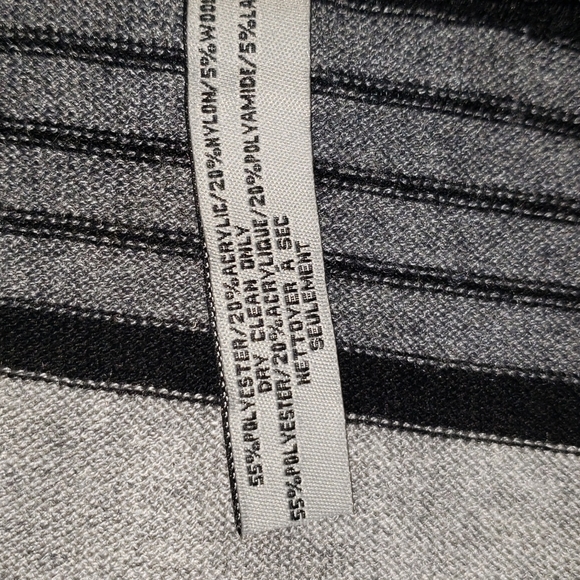 55%POLYESTER/20%ACRYLIC/20%NYLON/5%WOO
DRY CLEAN ONLY
55%POLYESTER/20%ACRYLIQUE/20%POLYAMIDE/5%LA
NETTOYER A SEC
SEULEMENT